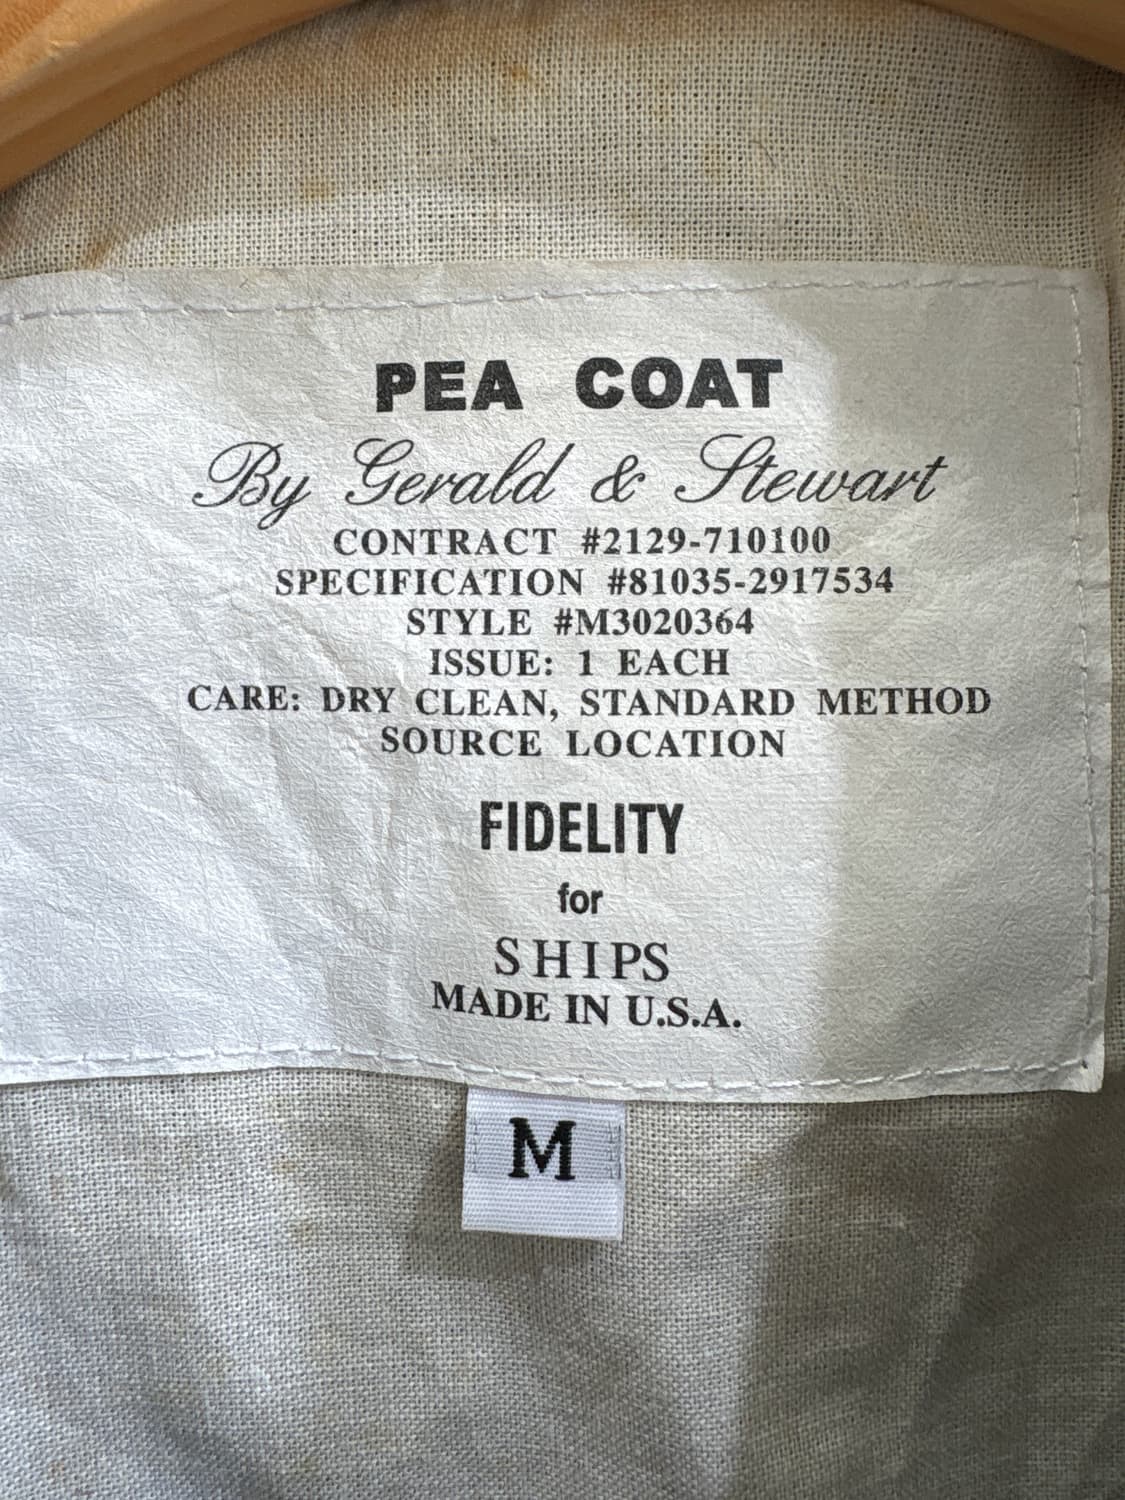 PEA COAT
By Gerald & Stewart
CONTRACT #2129-710100
SPECIFICATION #81035-2917534
STYLE #M3020364
ISSUE: 1 EACH
CARE: DRY CLEAN, STANDARD METHOD
SOURCE LOCATION
FIDELITY
for
SHIPS
MADE IN U.S.A.
M